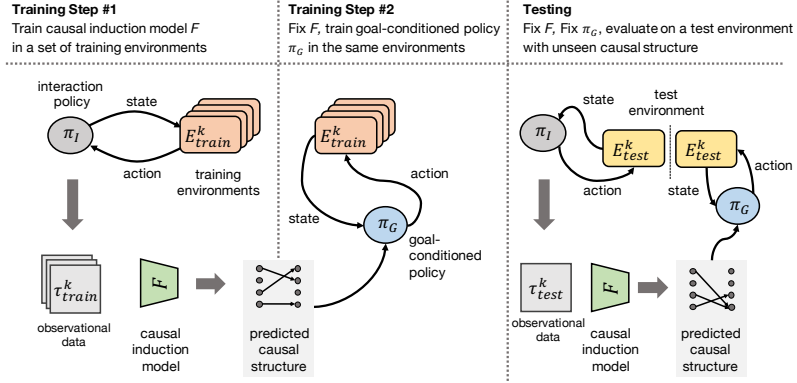 Training Step #1
Train causal induction model F
in a set of training environments
interaction
policy
state
π_I
E^k_train
action
training
environments
τ^k_train
observational
data
F
causal
induction
model
predicted
causal
structure
Training Step #2
Fix F, train goal-conditioned policy
π_G in the same environments
E^k_train
action
state
π_G
goal-
conditioned
policy
Testing
Fix F, Fix π_G, evaluate on a test environment
with unseen causal structure
state
test
environment
π_I
E^k_test
E^k_test
action
state
action
π_G
τ^k_test
observational
data
F
causal
induction
model
predicted
causal
structure